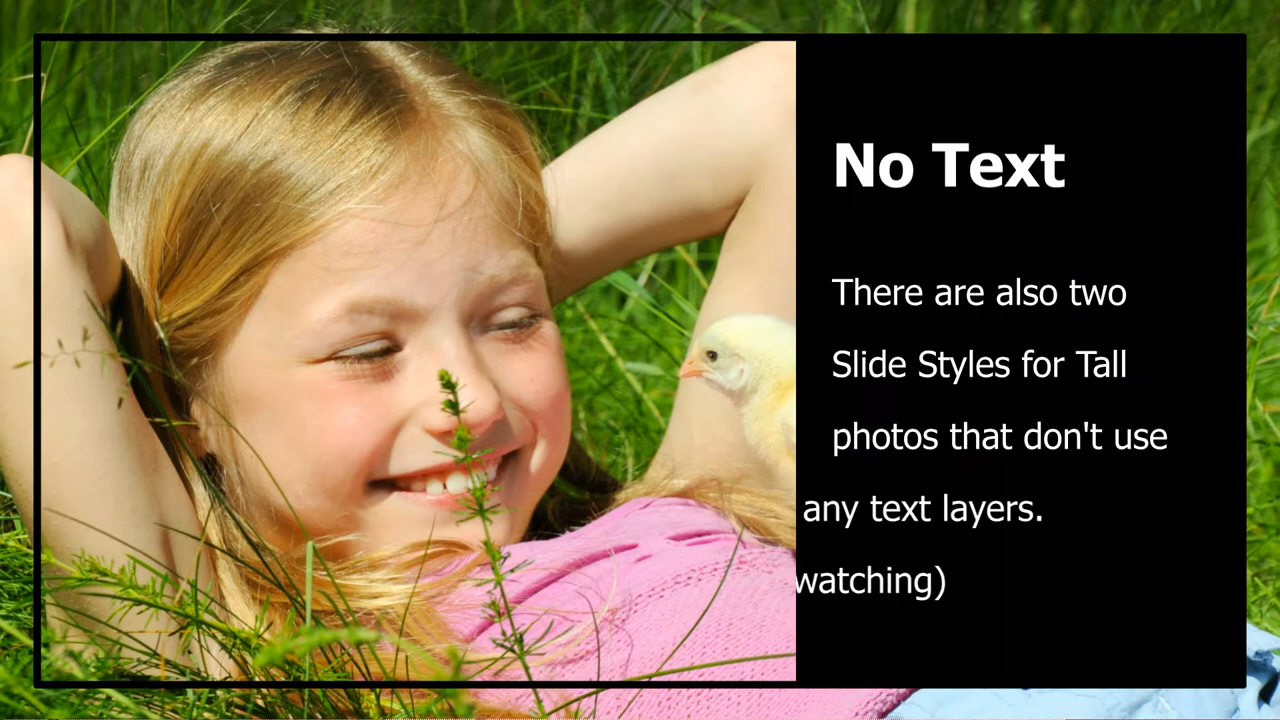 No Text
There are also two
Slide Styles for Tall
photos that don't use
any text layers.
watching)